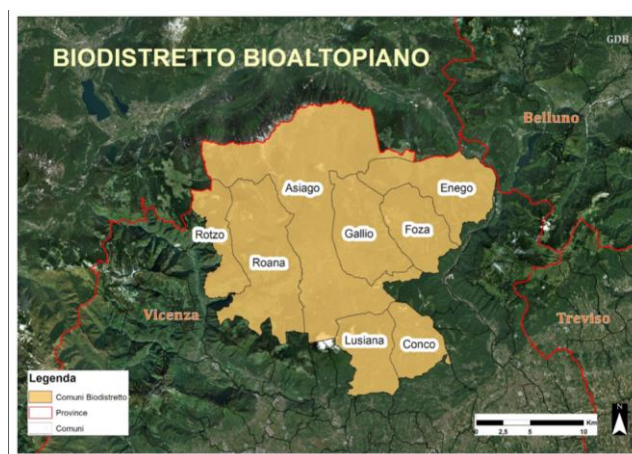 BIODISTRETTO BIOALTOPIANO
GDB
Belluno
Asiago
Enego
Rotzo
Gallio
Foza
Roana
Vicenza
Treviso
Lusiana
Conco
Legenda
Comuni Biodistretto
Province
Comuni
0 2,5 5 10
Km
N